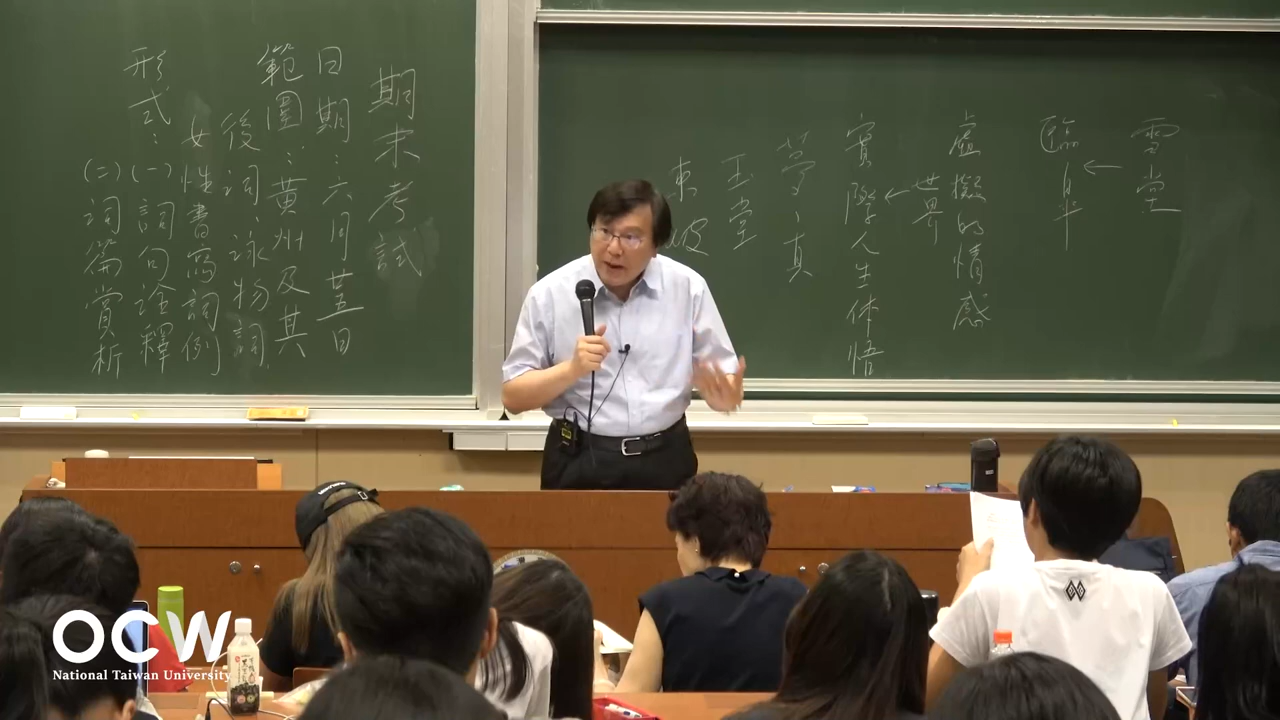 期末考試
日期：六月廿五日
範圍：黃州及其
後詞、詠物詞、
女性書寫詞例
形式：(一)詞句詮釋
(二)詞篇賞析
雪堂
↓
臨皋
虛擬的情感
世界
↓
實際人生体悟
夢、真
玉堂
東坡
OCW
National Taiwan University